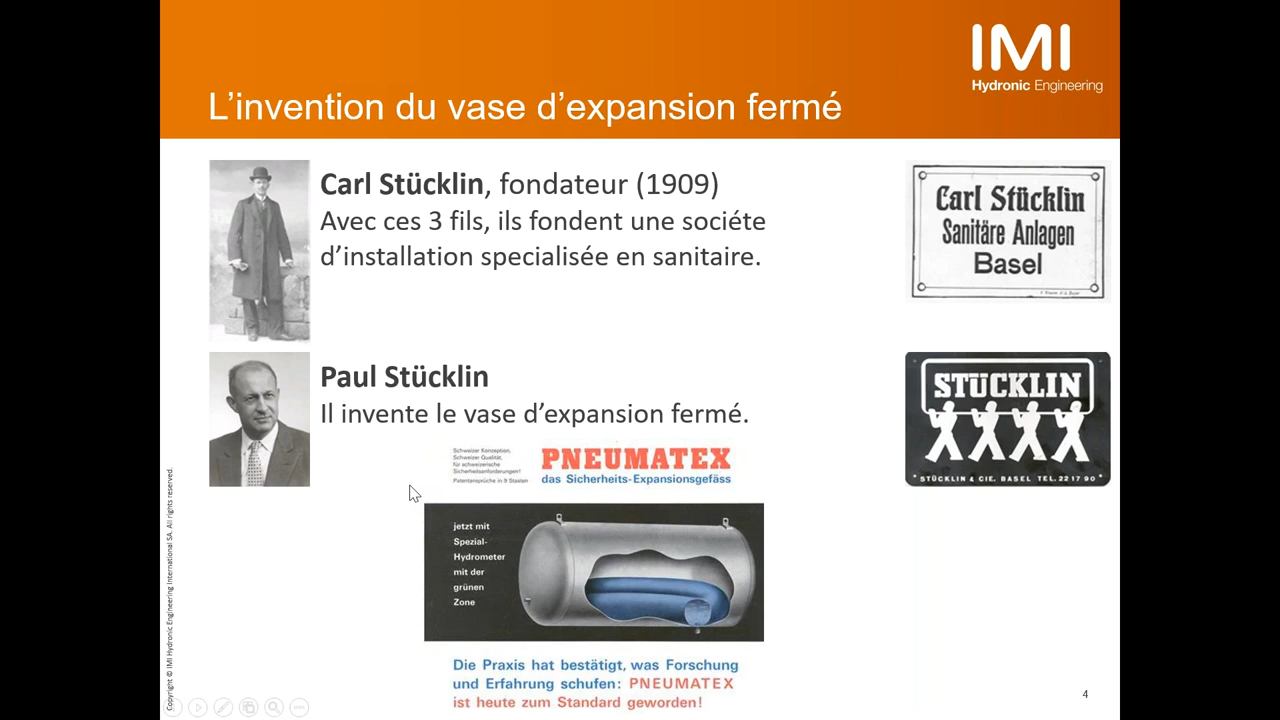 IMI
Hydronic Engineering
L’invention du vase d’expansion fermé
Carl Stücklin, fondateur (1909)
Avec ces 3 fils, ils fondent une sociéte
d’installation specialisée en sanitaire.
Carl Stücklin
Sanitäre Anlagen
Basel
Paul Stücklin
Il invente le vase d’expansion fermé.
STÜCKLIN
STÜCKLIN & CIE. BASEL TEL. 22 17 90
Schweizer Konzeption,
Schweizer Qualität,
für schweizerische
Sicherheitsanforderungen!
Patentansprüche in 9 Staaten
PNEUMATEX
das Sicherheits-Expansionsgefäss
jetzt mit
Spezial-
Hydrometer
mit der
grünen
Zone
Die Praxis hat bestätigt, was Forschung
und Erfahrung schufen: PNEUMATEX
ist heute zum Standard geworden!
Copyright © IMI Hydronic Engineering International SA. All rights reserved.
4